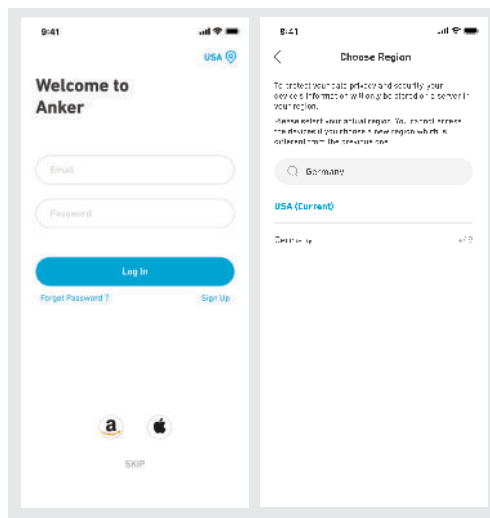 9:41
USA
Welcome to
Anker
Email
Password
Log In
Forget Password ?
Sign Up
a
SKIP
9:41
Choose Region
To protect your data privacy and security, your
device's information will only be stored on a server in
your region.
Please select your actual region. You cannot access
the devices if you choose a new region which is
different from the previous one.
Germany
USA (Current)
Germany